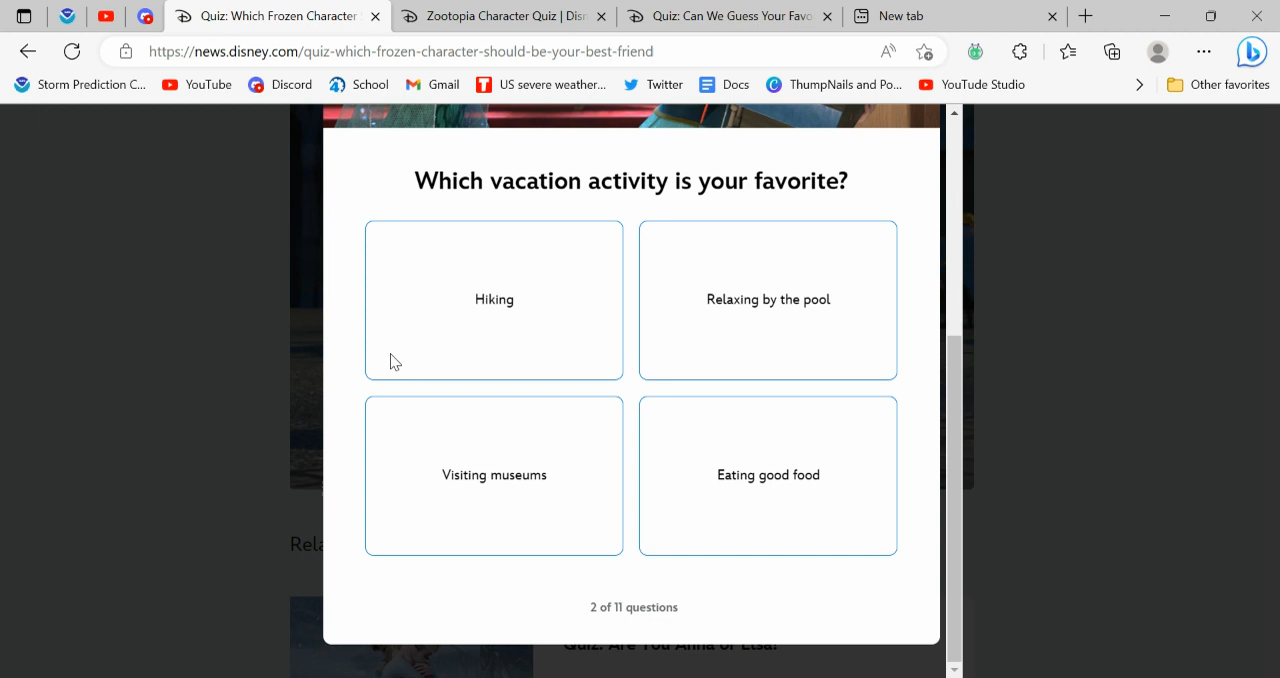 Quiz: Which Frozen Character
Zootopia Character Quiz | Disn
Quiz: Can We Guess Your Favo
New tab
https://news.disney.com/quiz-which-frozen-character-should-be-your-best-friend
Storm Prediction C...
YouTube
Discord
School
Gmail
US severe weather...
Twitter
Docs
ThumpNails and Po...
YouTude Studio
Other favorites
Which vacation activity is your favorite?
Hiking
Relaxing by the pool
Visiting museums
Eating good food
Rela
2 of 11 questions
Quiz: Are You Anna or Elsa?